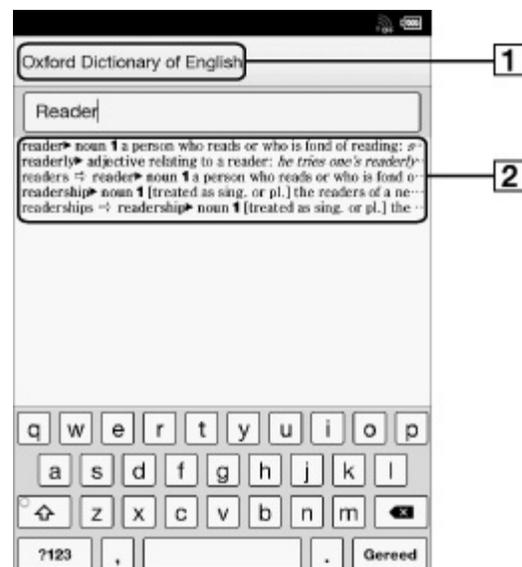 OFF
Oxford Dictionary of English
1
Reader
reader▶ noun 1 a person who reads or who is fond of reading: s…
readerly▶ adjective relating to a reader: he tries one's readerly…
readers ⇨ reader▶ noun 1 a person who reads or who is fond o…
readership▶ noun 1 [treated as sing. or pl.] the readers of a ne…
readerships ⇨ readership▶ noun 1 [treated as sing. or pl.] the …
2
q w e r t y u i o p
a s d f g h j k l
z x c v b n m
?123 , . Gereed